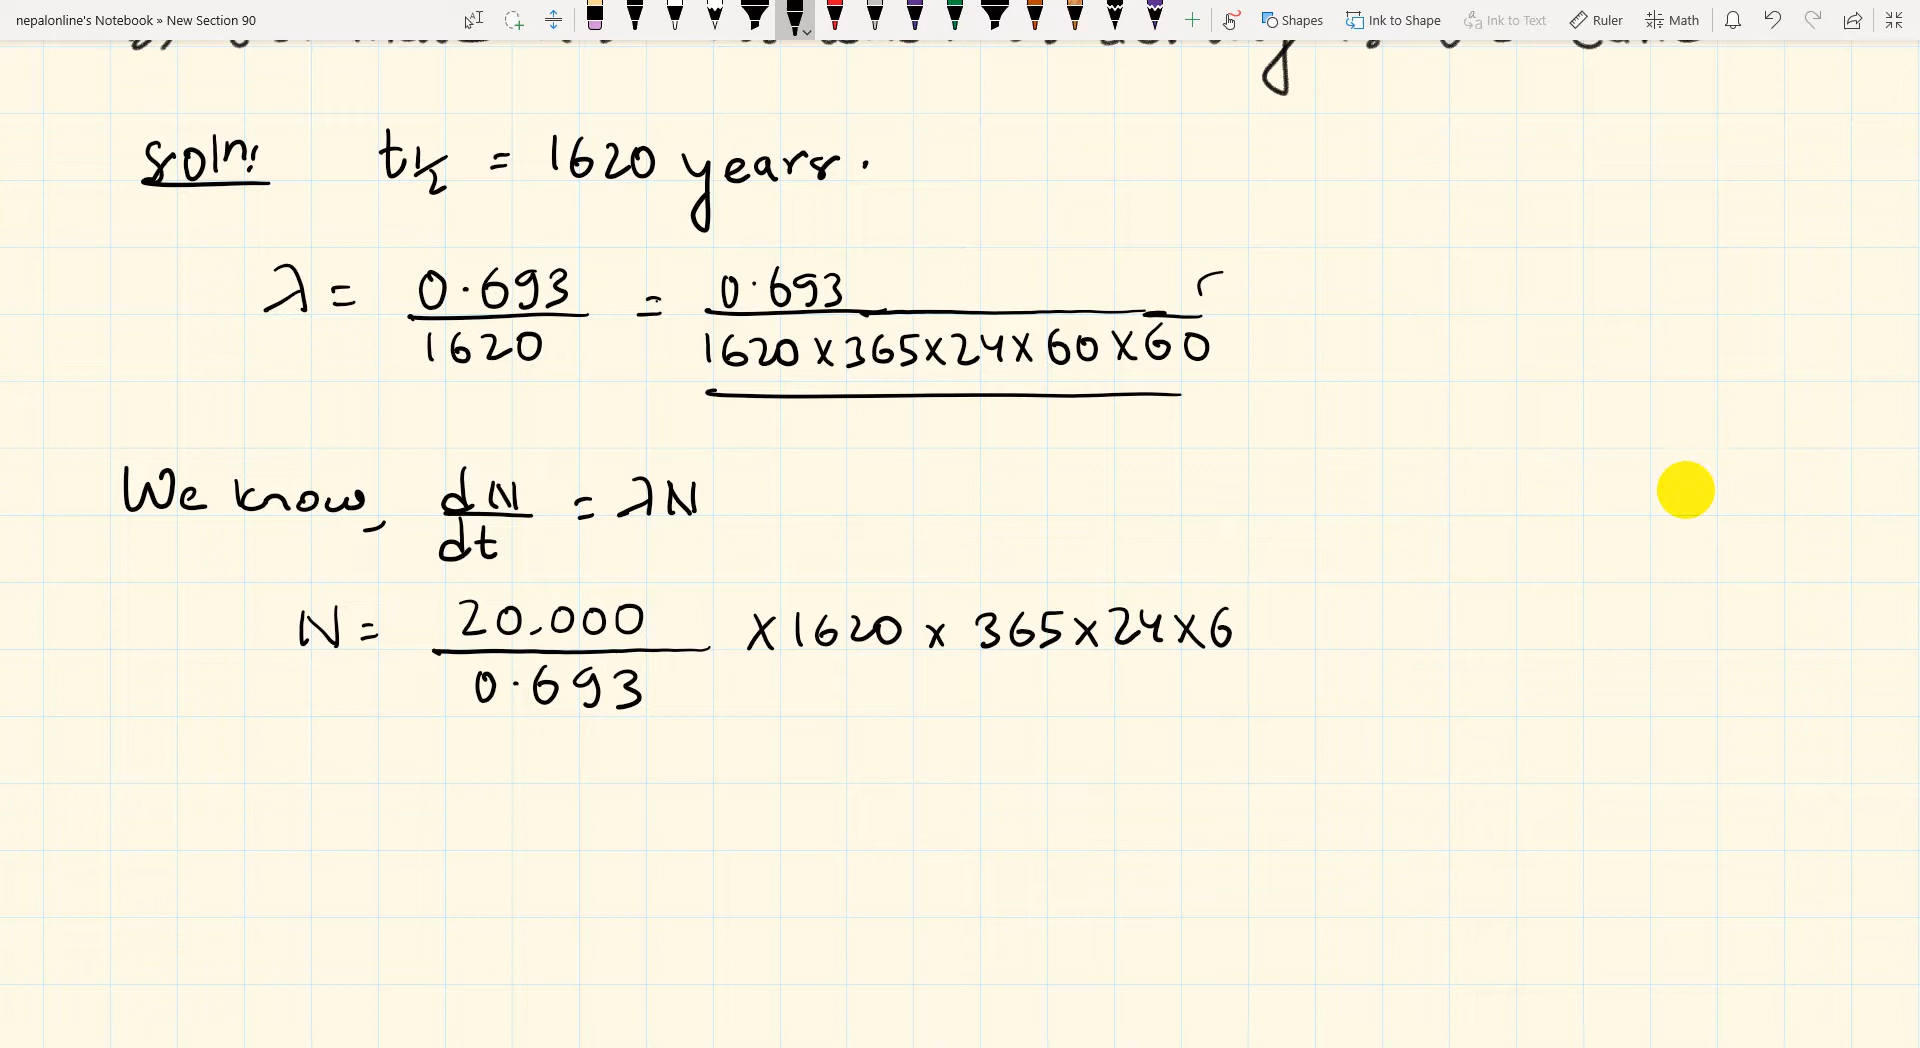 nepalonline's Notebook » New Section 90
Shapes Ink to Shape Ink to Text Ruler Math
soln: t½ = 1620 years.
λ = 0.693 / 1620 = 0.693 / 1620 × 365 × 24 × 60 × 60
We know, dN/dt = λN
N = 20,000 / 0.693 × 1620 × 365 × 24 × 6